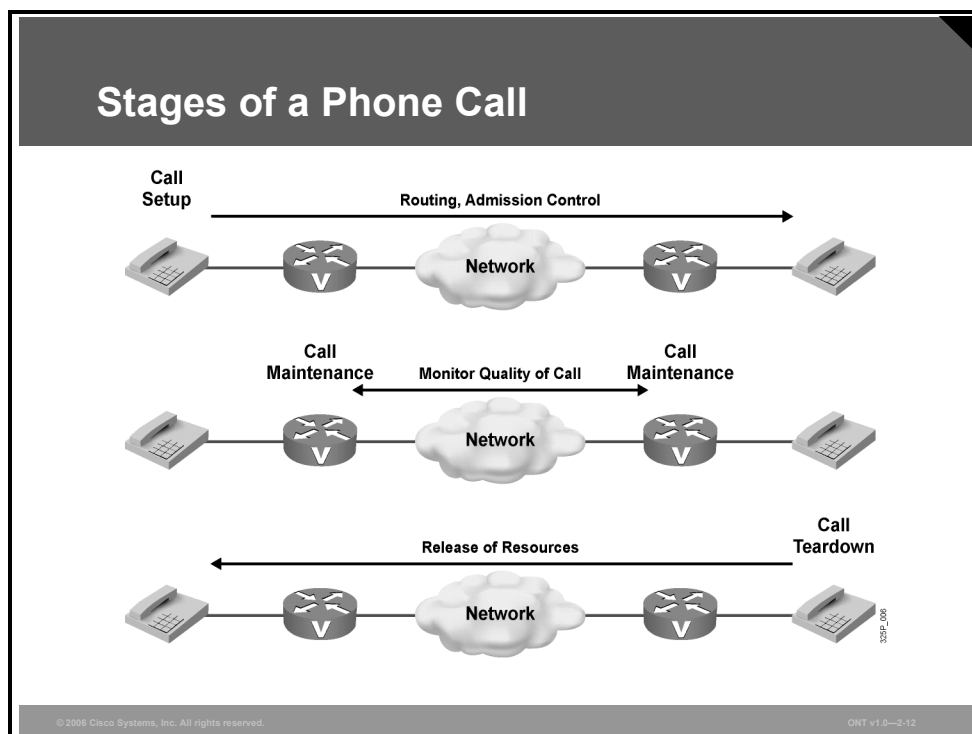 Stages of a Phone Call
Call
Setup
Routing, Admission Control
V
Network
V
Call
Maintenance
Monitor Quality of Call
Call
Maintenance
V
Network
V
Call
Teardown
Release of Resources
V
Network
V
325P_006
© 2006 Cisco Systems, Inc. All rights reserved.
ONT v1.0—2-12